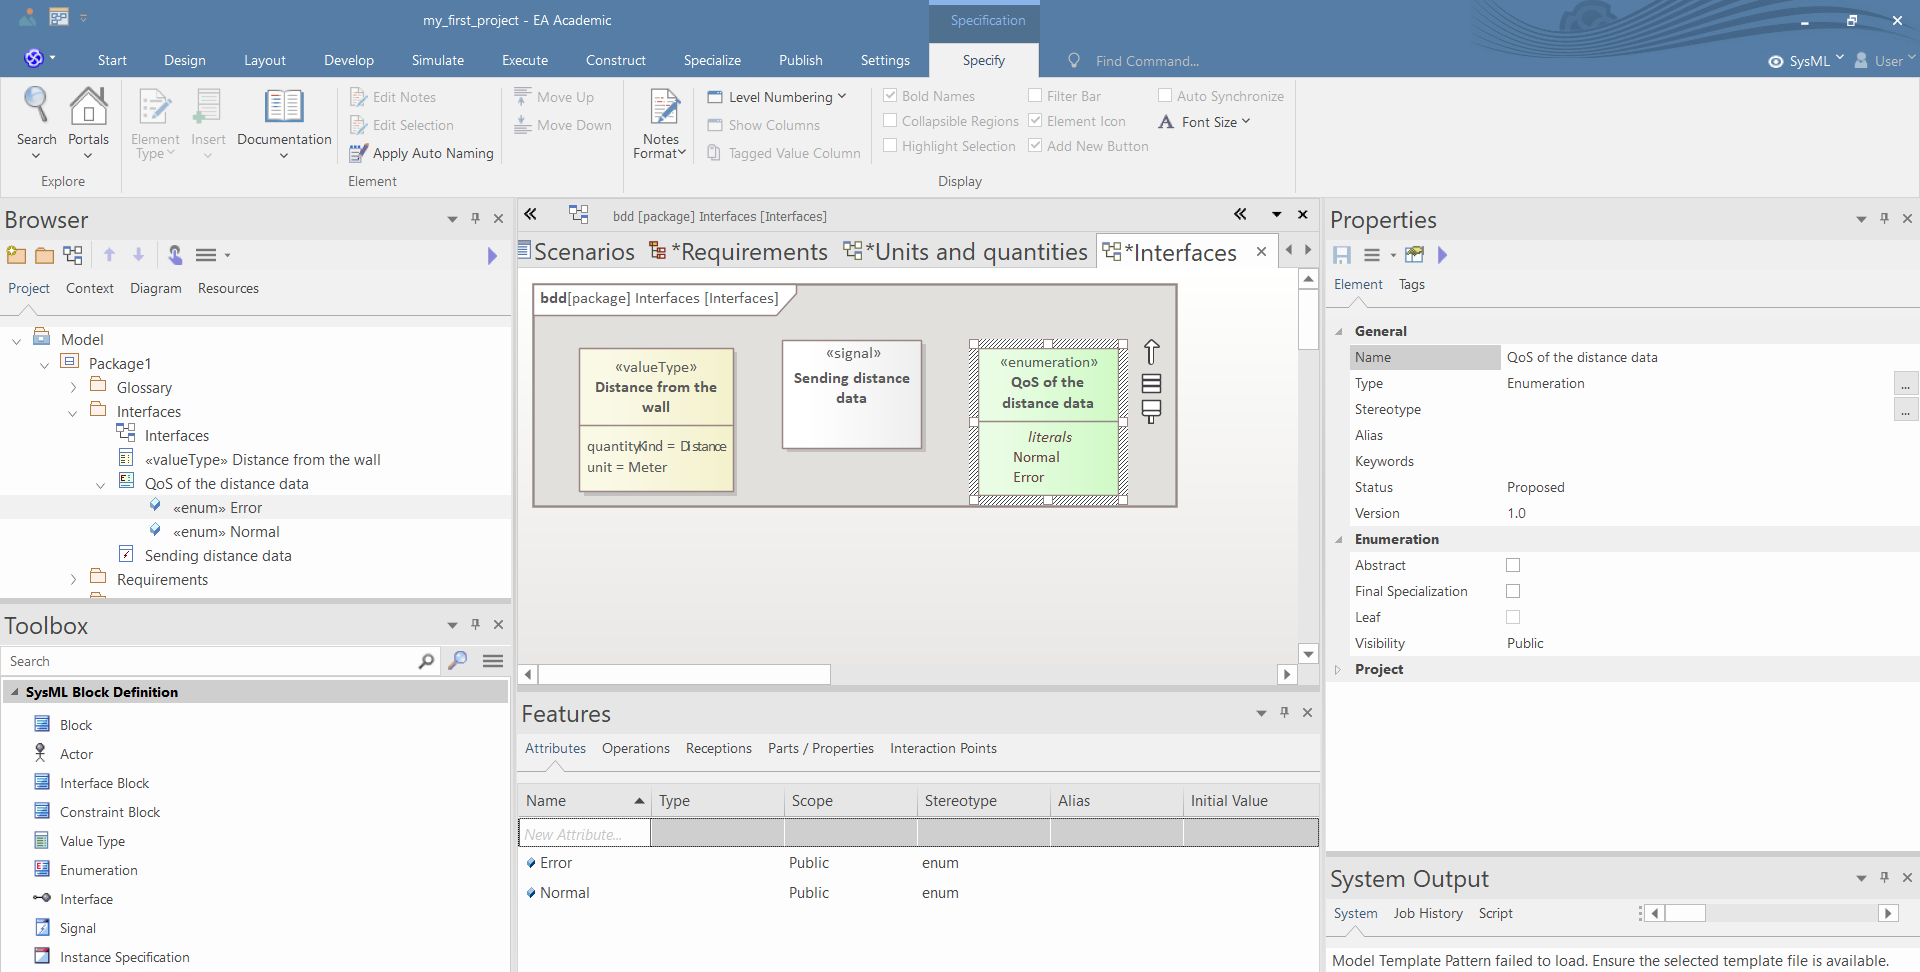 my_first_project - EA Academic
Specification
Start Design Layout Develop Simulate Execute Construct Specialize Publish Settings Specify Find Command... SysML User
Search
Portals
Explore
Element Type
Insert
Documentation
Edit Notes
Edit Selection
Apply Auto Naming
Element
Move Up
Move Down
Notes Format
Level Numbering
Show Columns
Tagged Value Column
Bold Names
Collapsible Regions
Highlight Selection
Filter Bar
Element Icon
Add New Button
Auto Synchronize
Font Size
Display
Browser
Project Context Diagram Resources
Model
Package1
Glossary
Interfaces
Interfaces
«valueType» Distance from the wall
QoS of the distance data
«enum» Error
«enum» Normal
Sending distance data
Requirements
Toolbox
Search
SysML Block Definition
Block
Actor
Interface Block
Constraint Block
Value Type
Enumeration
Interface
Signal
Instance Specification
bdd [package] Interfaces [Interfaces]
Scenarios *Requirements *Units and quantities *Interfaces
bdd[package] Interfaces [Interfaces]
«valueType»
Distance from the
wall
quantityKind = Distance
unit = Meter
«signal»
Sending distance
data
«enumeration»
QoS of the
distance data
literals
Normal
Error
Features
Attributes Operations Receptions Parts / Properties Interaction Points
Name Type Scope Stereotype Alias Initial Value
New Attribute...
Error Public enum
Normal Public enum
Properties
Element Tags
General
Name QoS of the distance data
Type Enumeration ...
Stereotype ...
Alias
Keywords
Status Proposed
Version 1.0
Enumeration
Abstract
Final Specialization
Leaf
Visibility Public
Project
System Output
System Job History Script
Model Template Pattern failed to load. Ensure the selected template file is available.